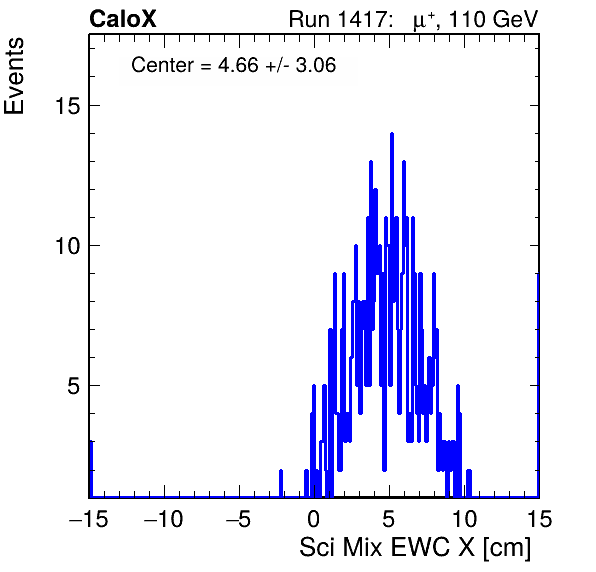 CaloX Run 1417: μ⁺, 110 GeV
Center = 4.66 +/- 3.06
Events
15
10
5
−15 −10 −5 0 5 10 15
Sci Mix EWC X [cm]